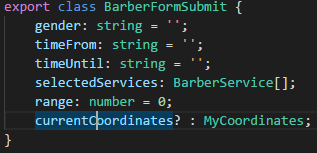 export class BarberFormSubmit {
gender: string = '';
timeFrom: string = '';
timeUntil: string = '';
selectedServices: BarberService[];
range: number = 0;
currentCoordinates? : MyCoordinates;
}